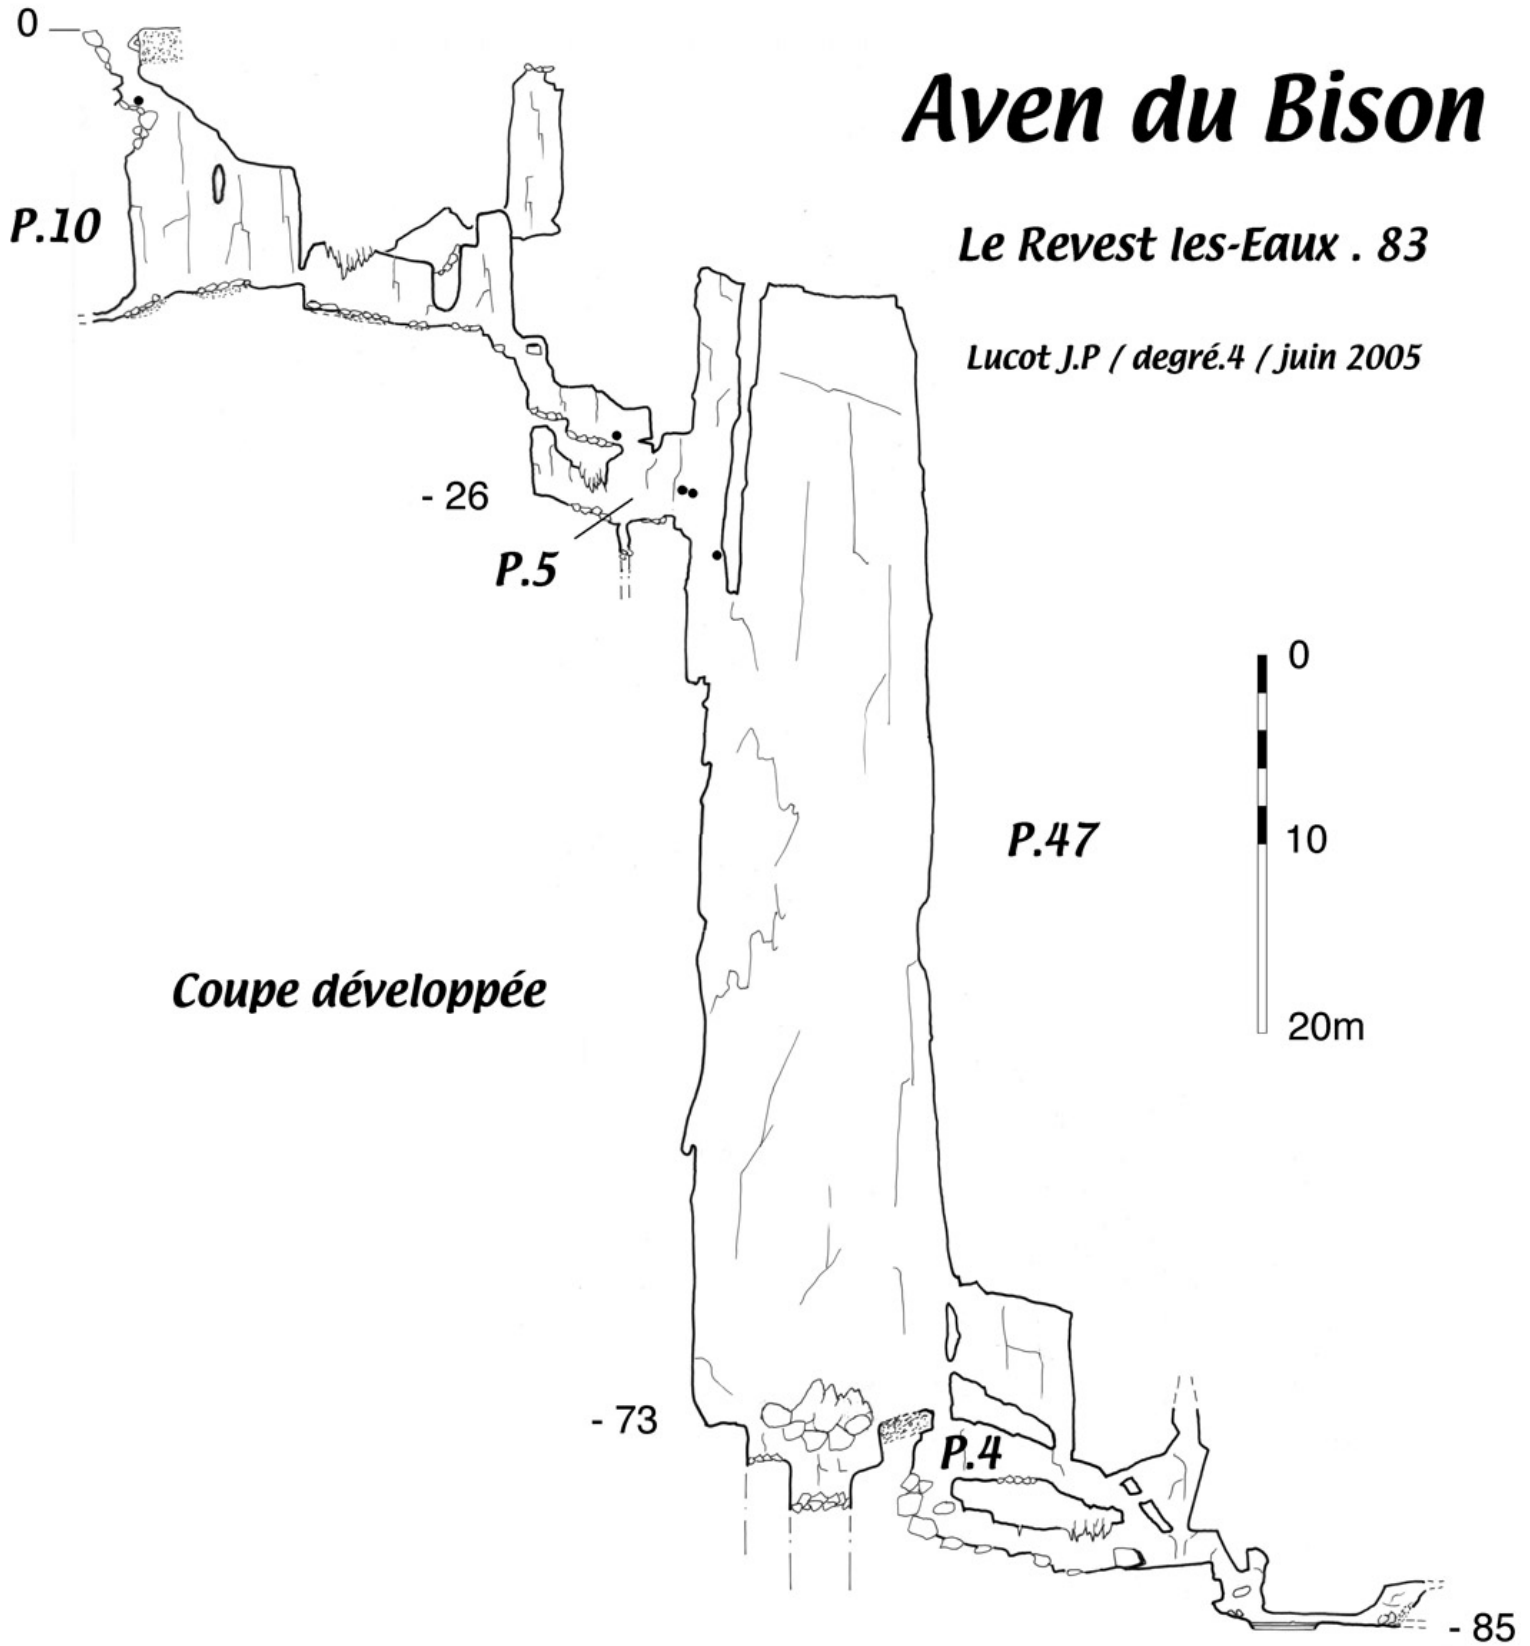 0
Aven du Bison
P.10
Le Revest les-Eaux . 83
Lucot J.P / degré.4 / juin 2005
- 26
P.5
0
P.47
10
Coupe développée
20m
- 73
P.4
- 85